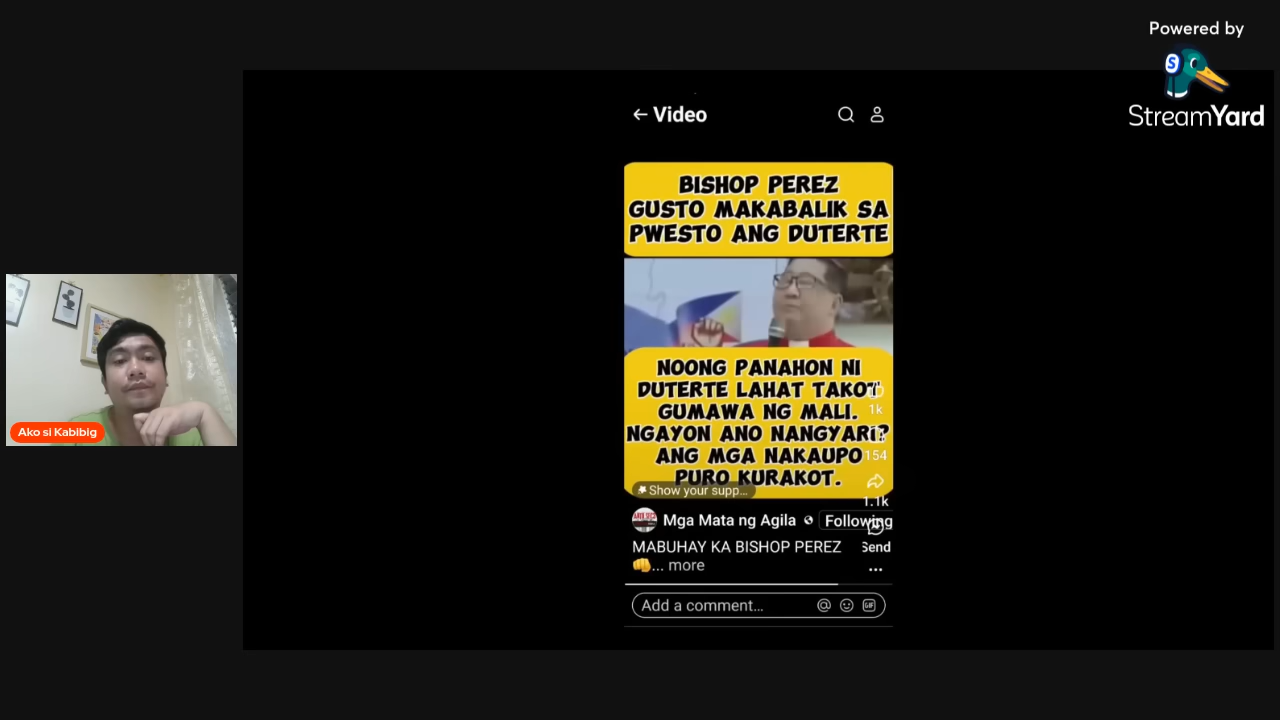 Powered by
StreamYard
Video
BISHOP PEREZ
GUSTO MAKABALIK SA
PWESTO ANG DUTERTE
NOONG PANAHON NI
DUTERTE LAHAT TAKOT
GUMAWA NG MALI.
NGAYON ANO NANGYARI?
ANG MGA NAKAUPO
PURO KURAKOT.
1k
154
1.1k
Show your supp...
Mga Mata ng Agila
Following
Send
MABUHAY KA BISHOP PEREZ
👊... more
Add a comment...
GIF
Ako si Kabibig